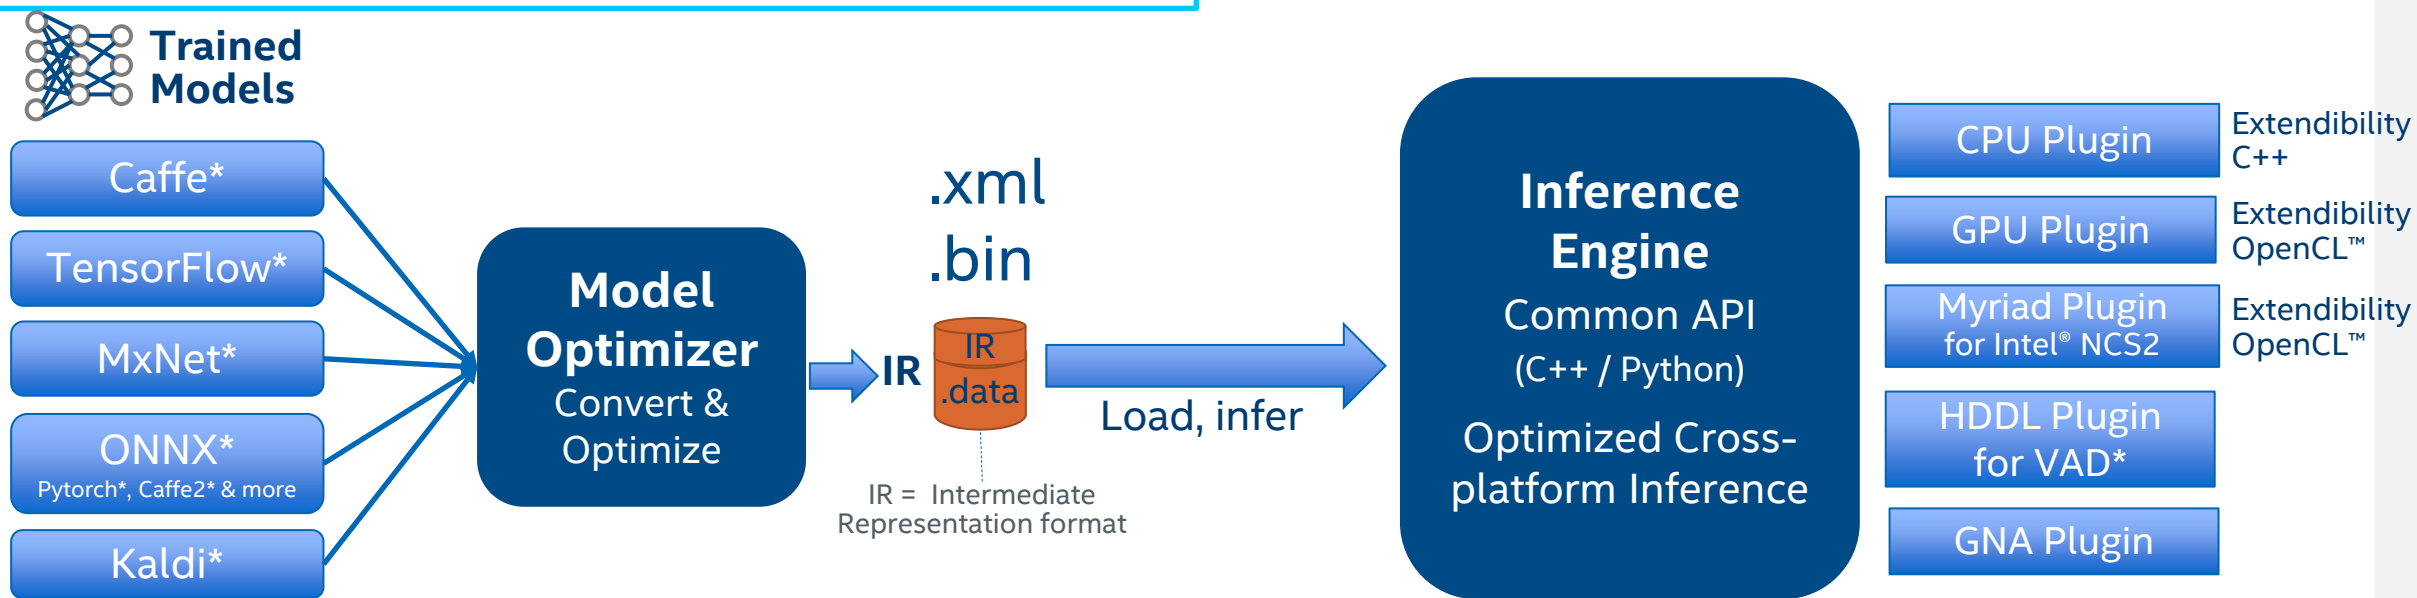 Trained
Models
Caffe*
TensorFlow*
MxNet*
ONNX*
Pytorch*, Caffe2* & more
Kaldi*
Model
Optimizer
Convert &
Optimize
.xml
.bin
IR
IR
.data
IR = Intermediate
Representation format
Load, infer
Inference
Engine
Common API
(C++ / Python)
Optimized Cross-
platform Inference
CPU Plugin
Extendibility
C++
GPU Plugin
Extendibility
OpenCL™
Myriad Plugin
for Intel® NCS2
Extendibility
OpenCL™
HDDL Plugin
for VAD*
GNA Plugin